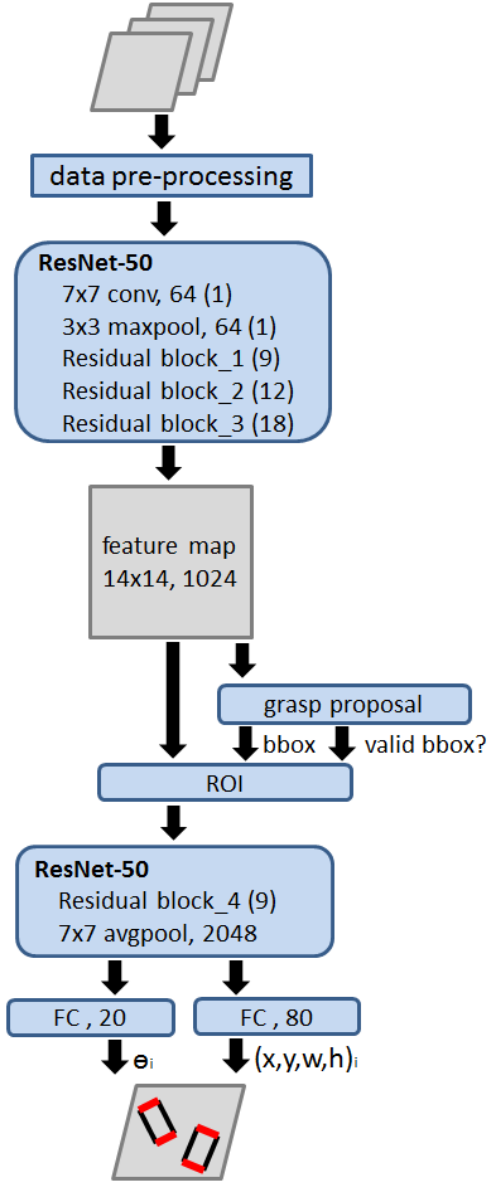 data pre-processing
ResNet-50
7x7 conv, 64 (1)
3x3 maxpool, 64 (1)
Residual block_1 (9)
Residual block_2 (12)
Residual block_3 (18)
feature map
14x14, 1024
grasp proposal
bbox
valid bbox?
ROI
ResNet-50
Residual block_4 (9)
7x7 avgpool, 2048
FC , 20
FC , 80
ɵᵢ
(x,y,w,h)ᵢ